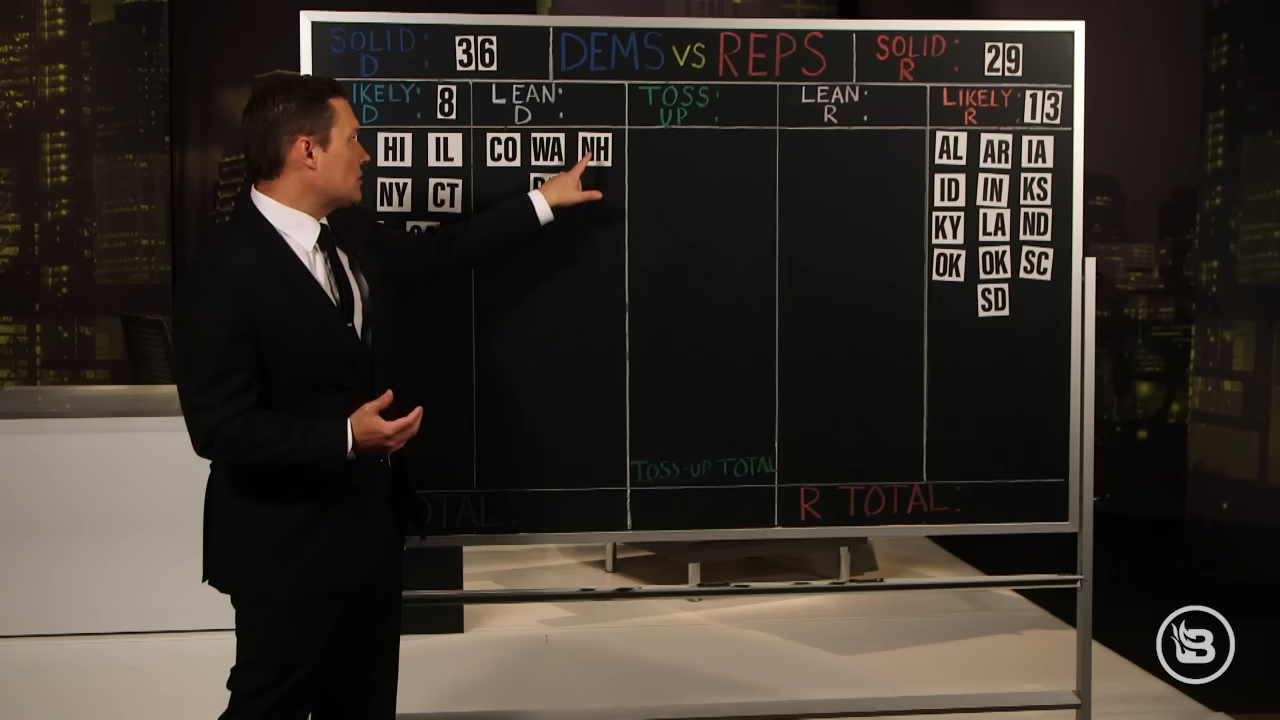 SOLID: D 36 DEMS VS REPS SOLID: R 29
IKELY: D 8 LEAN: D : TOSS: UP : LEAN: R : LIKELY: R 13
HI IL CO WA NH AL AR IA
NY CT ID IN KS
KY LA ND
OK OK SC
SD
TOSS-UP TOTAL
OTAL: R TOTAL:
B